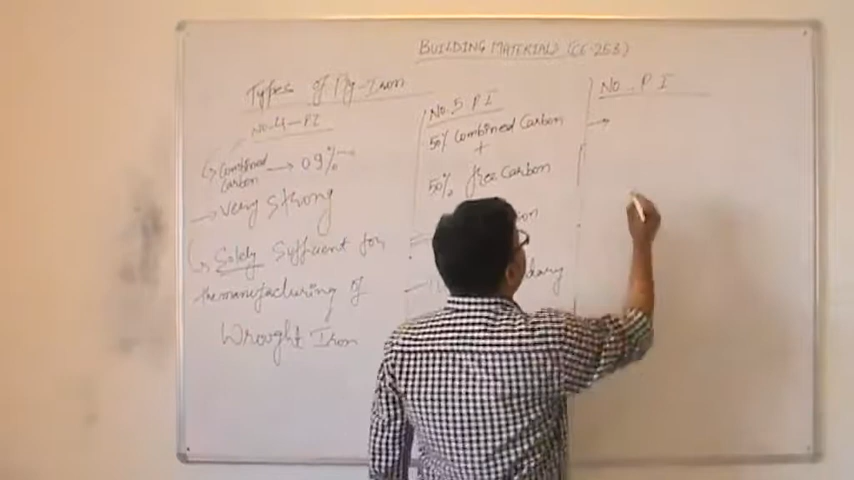 BUILDING MATERIALS (CE-253)
Types of Pig-Iron
No.4-PI
Combined Carbon → 0.9%
→ Very Strong
Solely Sufficient for
the manufacturing of
Wrought Iron
No.5 PI
50% Combined Carbon
+
50% free Carbon
No. PI
→